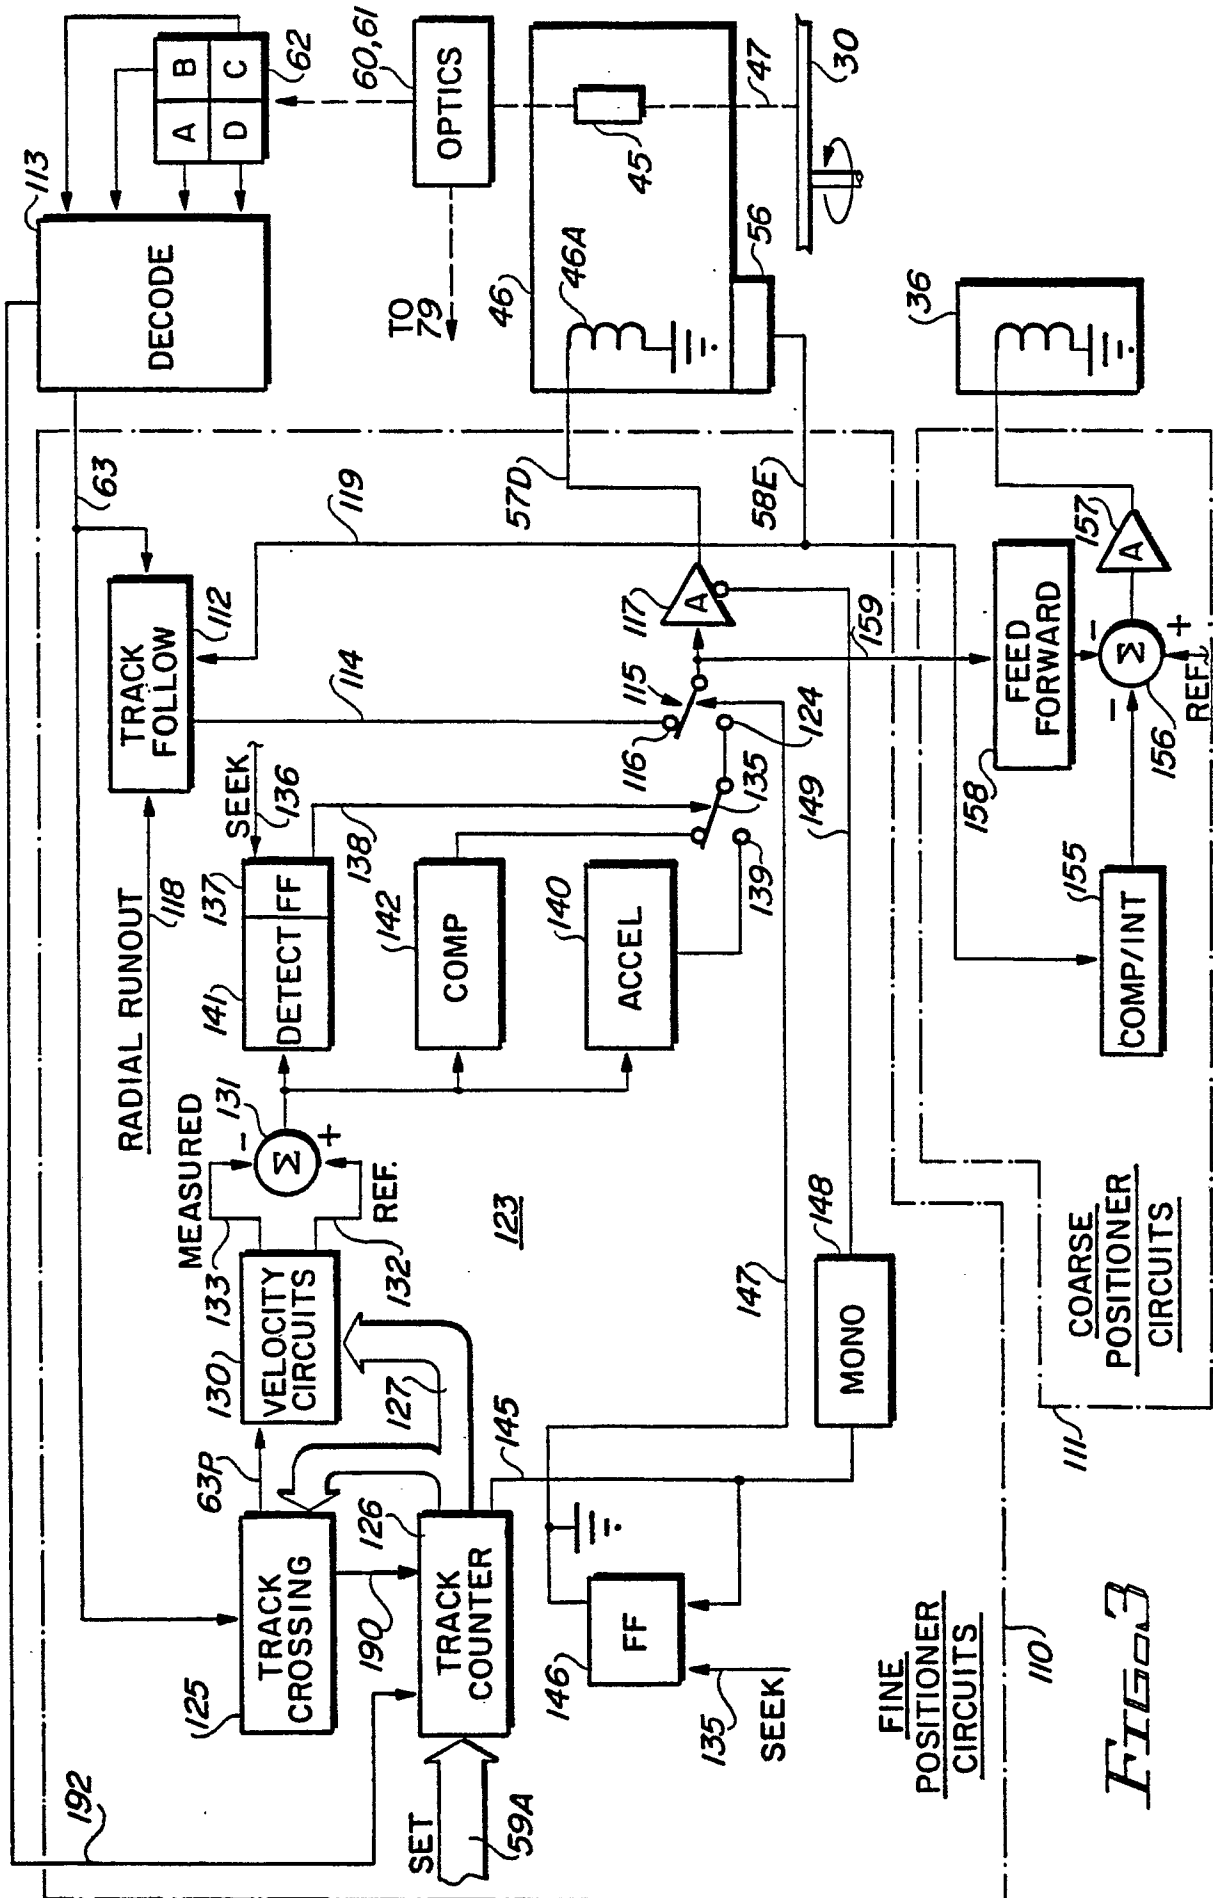 113
B
A
C
D
62
DECODE
60,61
OPTICS
TO
79
63
192
TRACK
FOLLOW
112
119
RADIAL RUNOUT
118
SEEK
136
114
46
46A
45
47
30
56
57D
58E
141
DETECT
FF
137
138
142
COMP
140
ACCEL
139
135
116
115
117
A
124
149
159
MEASURED
131
-
+
Σ
133
REF.
132
130
VELOCITY
CIRCUITS
123
127
63P
125
TRACK
CROSSING
190
126
TRACK
COUNTER
SET
59A
145
147
148
MONO
146
FF
135
SEEK
36
157
A
158
FEED
FORWARD
-
-
Σ
+
REF.
156
155
COMP/INT
COARSE
POSITIONER
CIRCUITS
111
FINE
POSITIONER
CIRCUITS
110
FIG-3